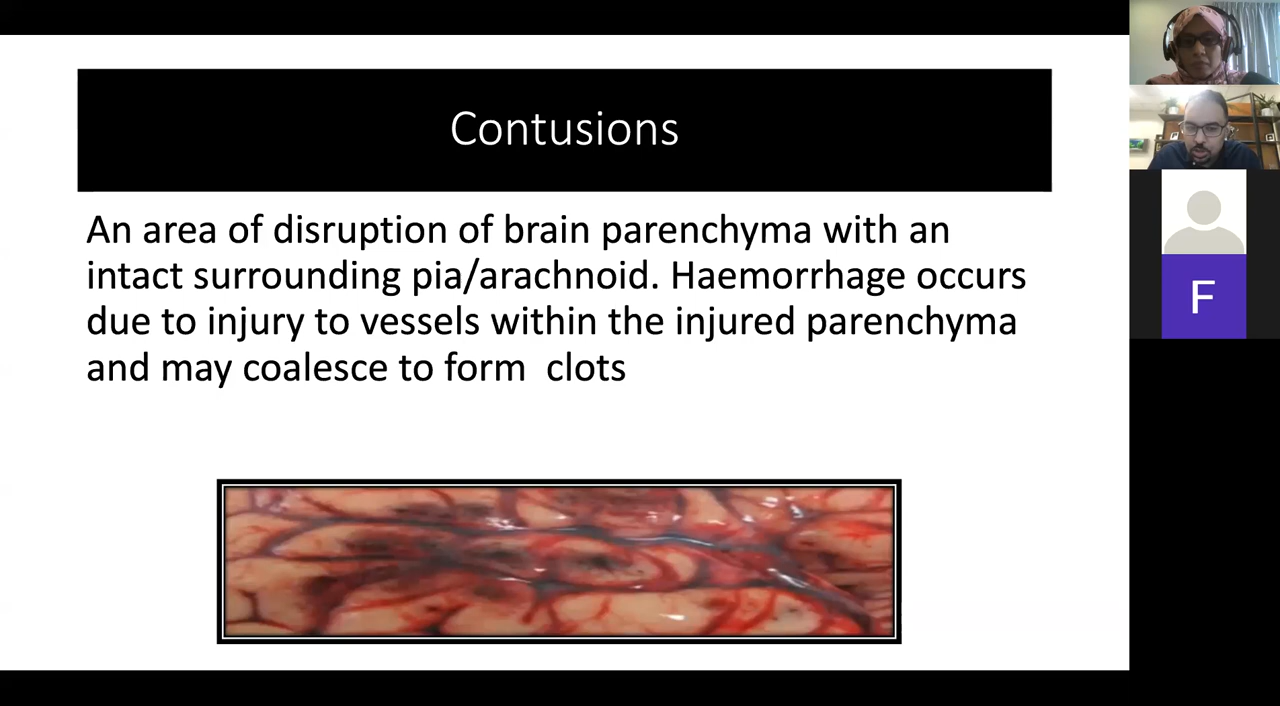 Contusions
An area of disruption of brain parenchyma with an
intact surrounding pia/arachnoid. Haemorrhage occurs
due to injury to vessels within the injured parenchyma
and may coalesce to form  clots
F